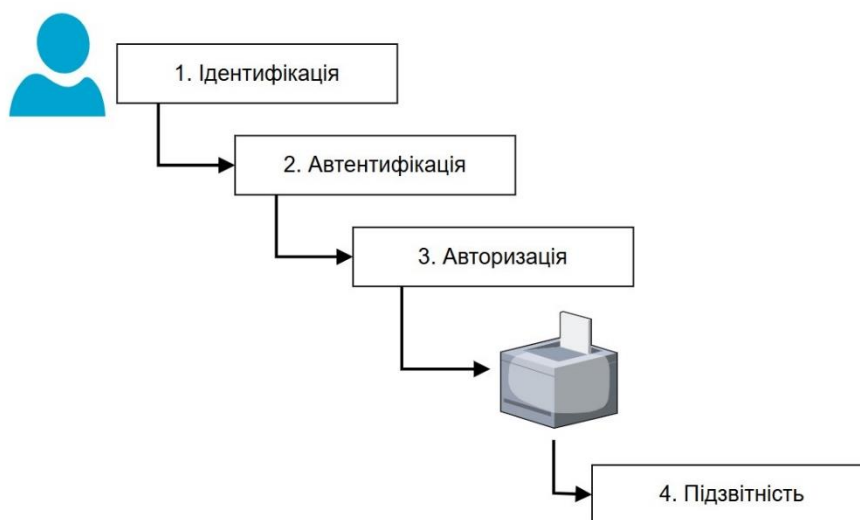 1. Ідентифікація
2. Автентифікація
3. Авторизація
4. Підзвітність